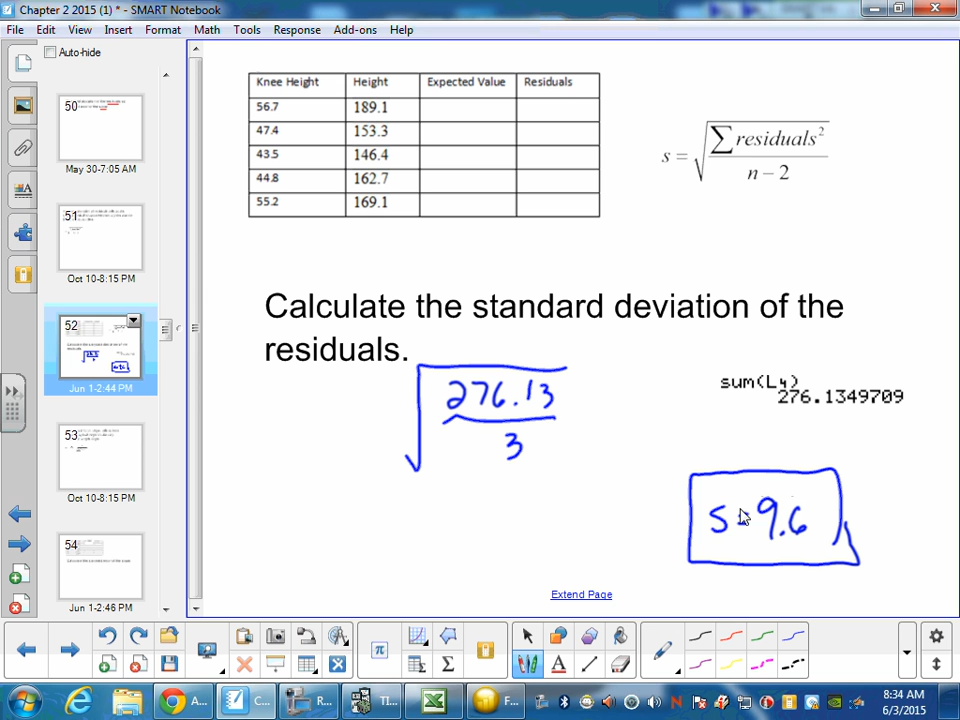 Chapter 2 2015 (1) * - SMART Notebook
File Edit View Insert Format Math Tools Response Add-ons Help
Auto-hide
50
May 30-7:05 AM
51
Oct 10-8:15 PM
52
Jun 1-2:44 PM
53
Oct 10-8:15 PM
54
Jun 1-2:46 PM
Knee Height Height Expected Value Residuals
56.7 189.1
47.4 153.3
43.5 146.4
44.8 162.7
55.2 169.1
s = √(∑ residuals² / n − 2)
Calculate the standard deviation of the
residuals.
√(276.13 / 3)
sum(L4)
276.1349709
s = 9.6
Extend Page
A...
C...
R...
TI...
F...
8:34 AM
6/3/2015